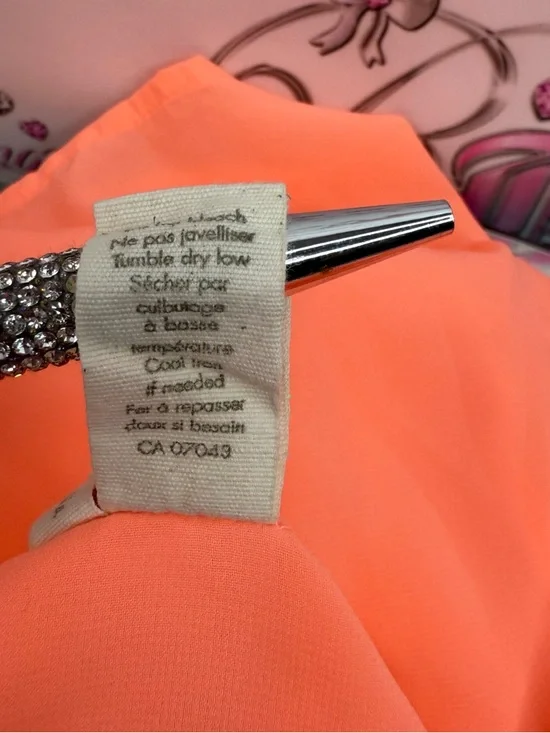 bleach
Ne pas javelliser
Tumble dry low
Sécher par
culbutage
à basse
température
Cool iron
if needed
Fer à repasser
doux si besoin
CA 07043